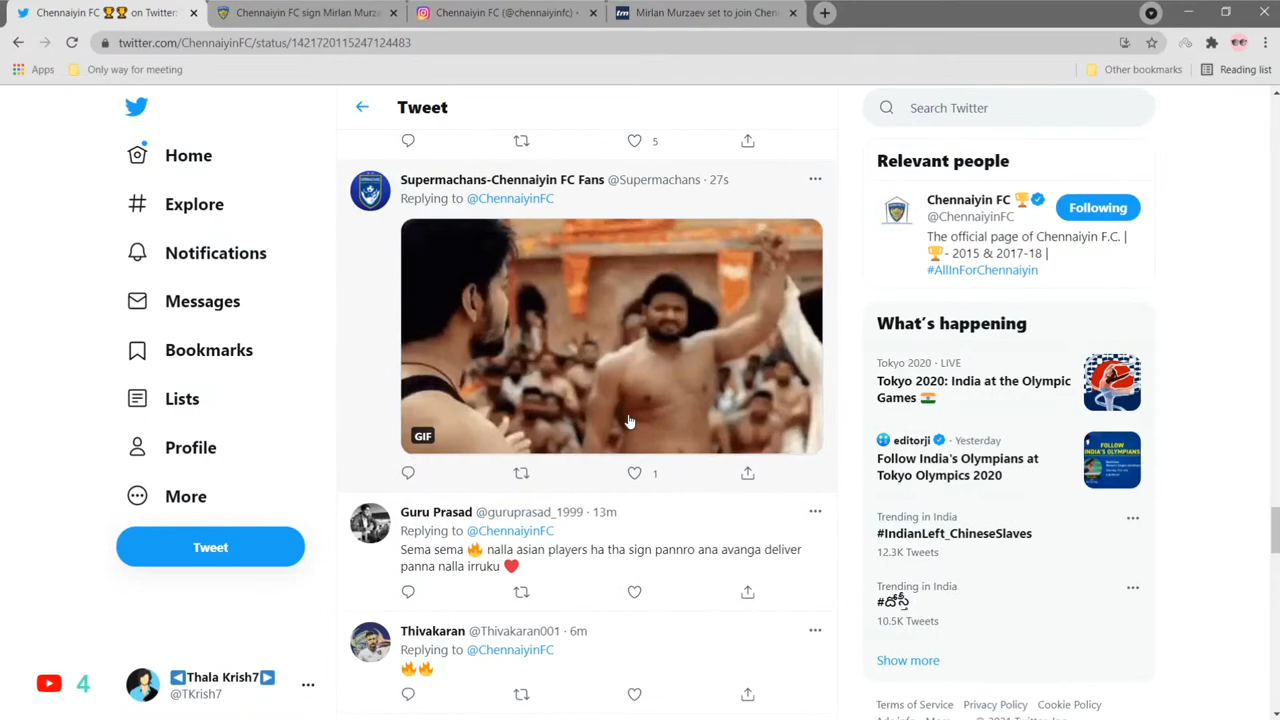 Chennaiyin FC 🏆🏆 on Twitter:
Chennaiyin FC sign Mirlan Murza
Chennaiyin FC (@chennaiyinfc) •
Mirlan Murzaev set to join Chen
twitter.com/ChennaiyinFC/status/1421720115247124483
Apps
Only way for meeting
Other bookmarks
Reading list
Home
Explore
Notifications
Messages
Bookmarks
Lists
Profile
More
Tweet
4
◀Thala Krish7▶
@TKrish7
Tweet
5
Supermachans-Chennaiyin FC Fans @Supermachans · 27s
Replying to @ChennaiyinFC
GIF
1
Guru Prasad @guruprasad_1999 · 13m
Replying to @ChennaiyinFC
Sema sema 🔥 nalla asian players ha tha sign pannro ana avanga deliver
panna nalla irruku ❤️
Thivakaran @Thivakaran001 · 6m
Replying to @ChennaiyinFC
🔥🔥
Search Twitter
Relevant people
Chennaiyin FC 🏆
@ChennaiyinFC
Following
The official page of Chennaiyin F.C. |
🏆- 2015 & 2017-18 |
#AllInForChennaiyin
What's happening
Tokyo 2020 · LIVE
Tokyo 2020: India at the Olympic
Games 🇮🇳
editorji · Yesterday
Follow India's Olympians at
Tokyo Olympics 2020
FOLLOW
INDIA'S OLYMPIANS
Trending in India
#IndianLeft_ChineseSlaves
12.3K Tweets
Trending in India
#దోస్తీ
10.5K Tweets
Show more
Terms of Service Privacy Policy Cookie Policy